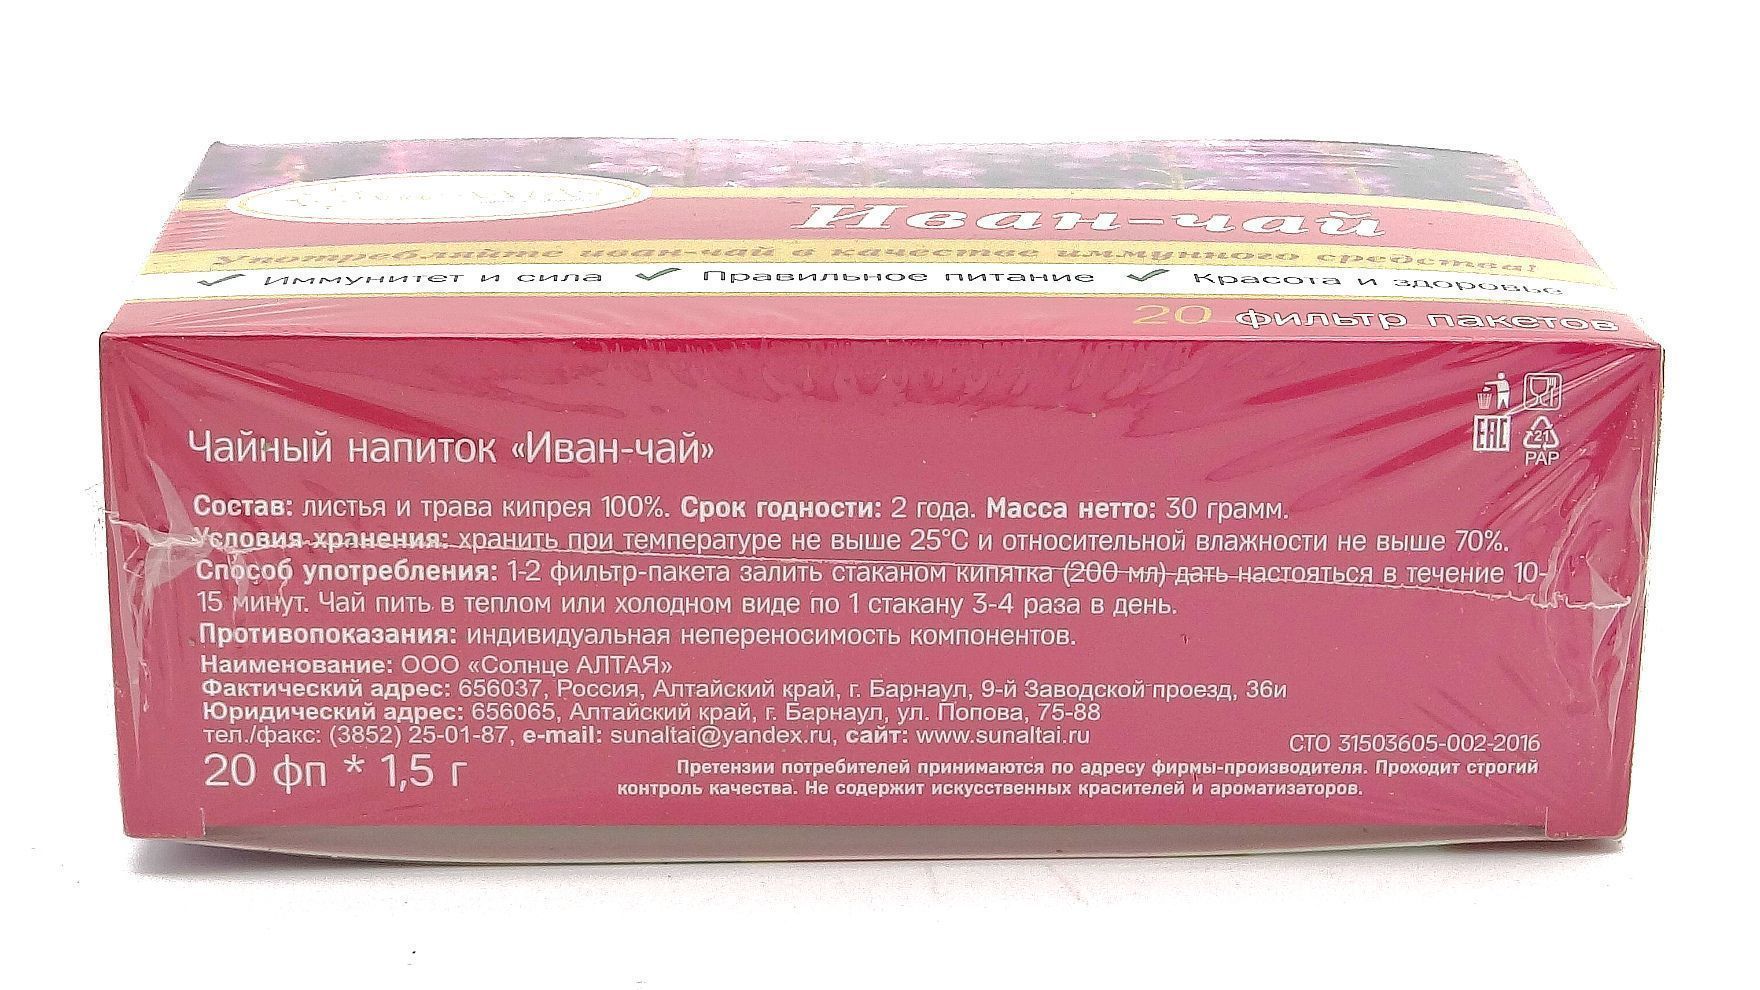 Иван-чай
Употребляйте иван-чай в качестве иммунного средства!
Иммунитет и сила Правильное питание Красота и здоровье
20 фильтр пакетов
EAC
21
PAP
Чайный напиток «Иван-чай»
Состав: листья и трава кипрея 100%. Срок годности: 2 года. Масса нетто: 30 грамм.
Условия хранения: хранить при температуре не выше 25°С и относительной влажности не выше 70%.
Способ употребления: 1-2 фильтр-пакета залить стаканом кипятка (200 мл) дать настояться в течение 10-
15 минут. Чай пить в теплом или холодном виде по 1 стакану 3-4 раза в день.
Противопоказания: индивидуальная непереносимость компонентов.
Наименование: ООО «Солнце АЛТАЯ»
Фактический адрес: 656037, Россия, Алтайский край, г. Барнаул, 9-й Заводской проезд, 36и
Юридический адрес: 656065, Алтайский край, г. Барнаул, ул. Попова, 75-88
тел./факс: (3852) 25-01-87, e-mail: sunaltai@yandex.ru, сайт: www.sunaltai.ru
СТО 31503605-002-2016
20 фп * 1,5 г
Претензии потребителей принимаются по адресу фирмы-производителя. Проходит строгий
контроль качества. Не содержит искусственных красителей и ароматизаторов.